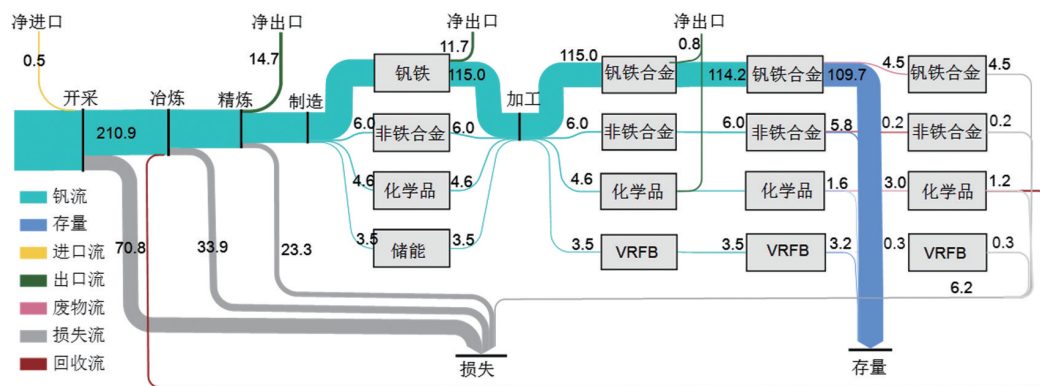 净进口
净出口
净出口
净出口
0.5
14.7
11.7
0.8
开采
冶炼
精炼
制造
加工
210.9
钒铁
115.0
115.0
钒铁合金
114.2
钒铁合金
109.7
4.5
钒铁合金
4.5
6.0
非铁合金
6.0
6.0
非铁合金
6.0
非铁合金
5.8
0.2
非铁合金
0.2
4.6
化学品
4.6
4.6
化学品
化学品
1.6
3.0
化学品
1.2
3.5
储能
3.5
3.5
VRFB
3.5
VRFB
3.2
0.3
VRFB
0.3
6.2
70.8
33.9
23.3
钒流
存量
进口流
出口流
废物流
损失流
回收流
损失
存量